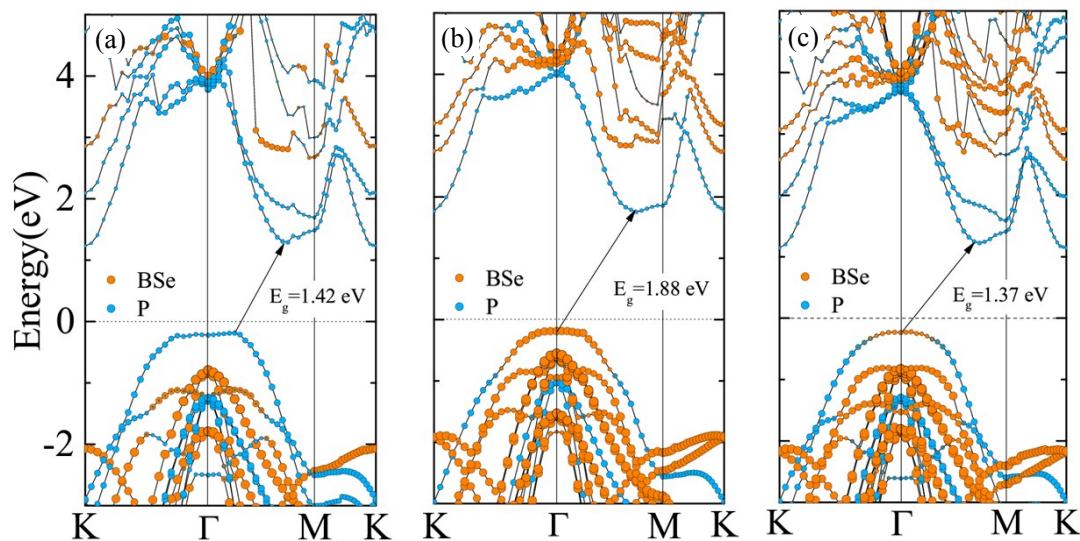 (a) (b) (c)
4
2
0
-2
Energy(eV)
BSe
P
E_g=1.42 eV
BSe
P
E_g=1.88 eV
BSe
P
E_g=1.37 eV
K Γ M K K Γ M K K Γ M K